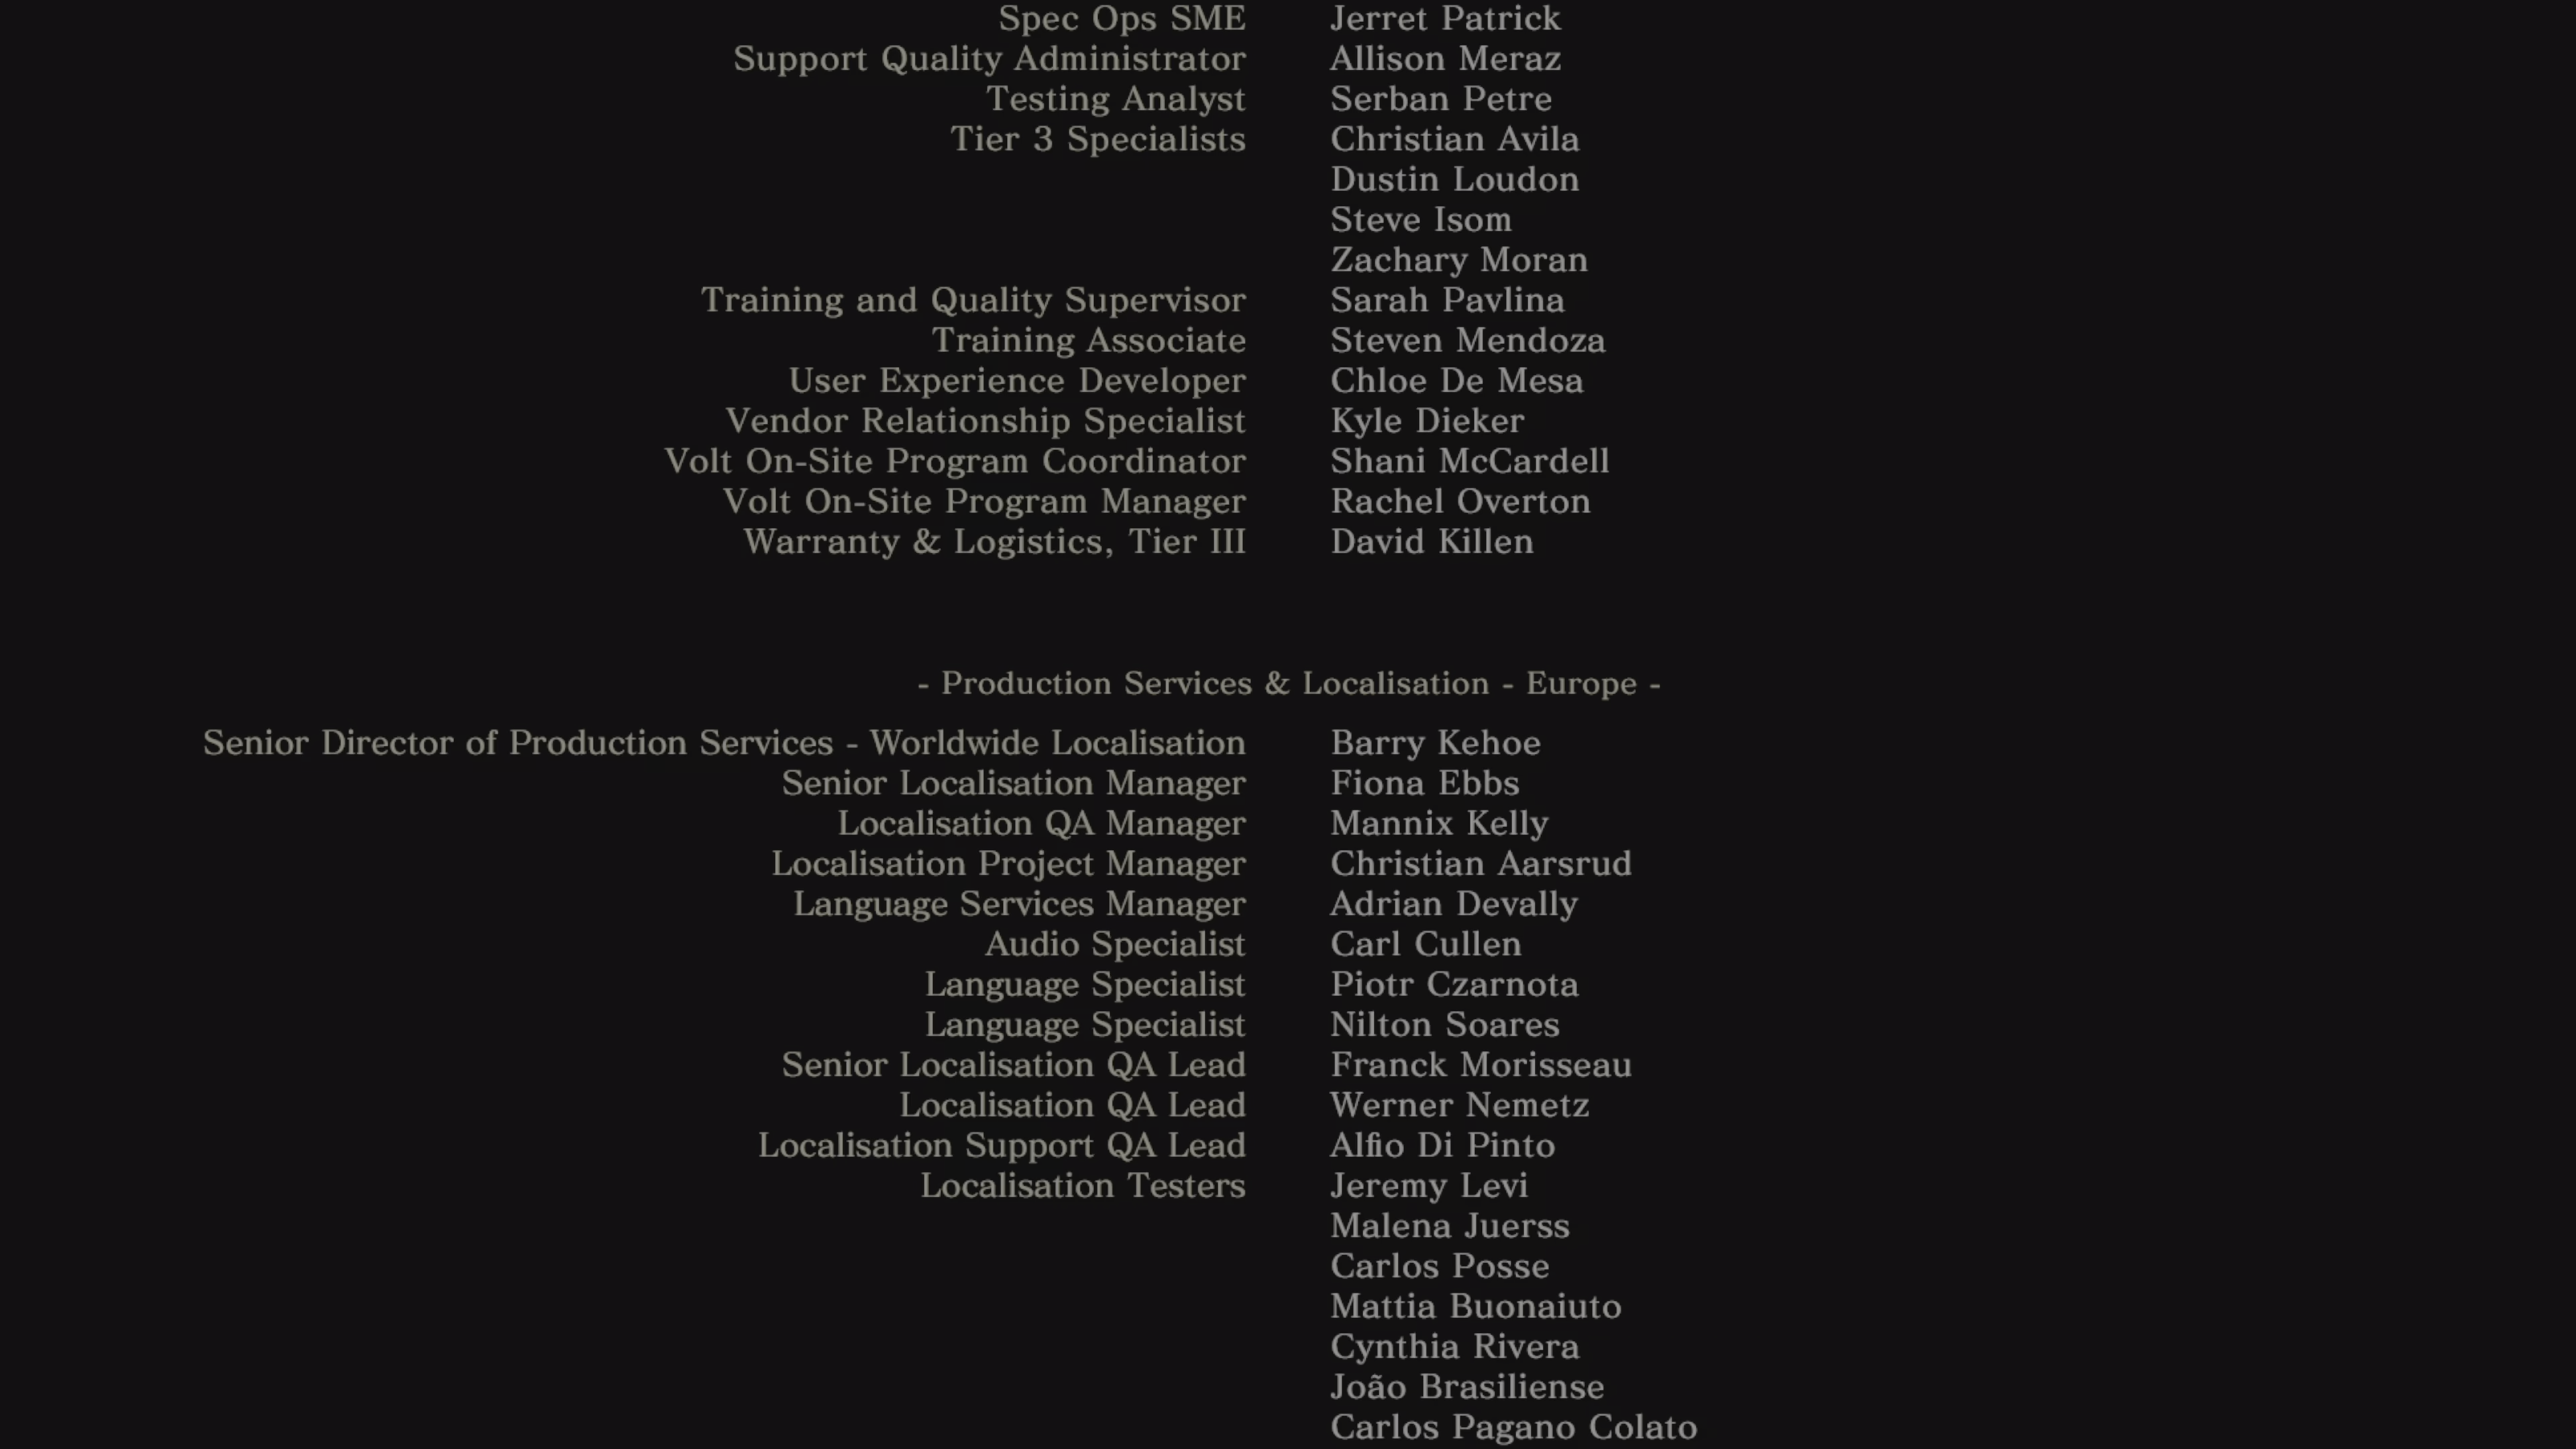 Spec Ops SME Jerret Patrick
Support Quality Administrator Allison Meraz
Testing Analyst Serban Petre
Tier 3 Specialists Christian Avila
Dustin Loudon
Steve Isom
Zachary Moran
Training and Quality Supervisor Sarah Pavlina
Training Associate Steven Mendoza
User Experience Developer Chloe De Mesa
Vendor Relationship Specialist Kyle Dieker
Volt On-Site Program Coordinator Shani McCardell
Volt On-Site Program Manager Rachel Overton
Warranty & Logistics, Tier III David Killen
- Production Services & Localisation - Europe -
Senior Director of Production Services - Worldwide Localisation Barry Kehoe
Senior Localisation Manager Fiona Ebbs
Localisation QA Manager Mannix Kelly
Localisation Project Manager Christian Aarsrud
Language Services Manager Adrian Devally
Audio Specialist Carl Cullen
Language Specialist Piotr Czarnota
Language Specialist Nilton Soares
Senior Localisation QA Lead Franck Morisseau
Localisation QA Lead Werner Nemetz
Localisation Support QA Lead Alfio Di Pinto
Localisation Testers Jeremy Levi
Malena Juerss
Carlos Posse
Mattia Buonaiuto
Cynthia Rivera
João Brasiliense
Carlos Pagano Colato